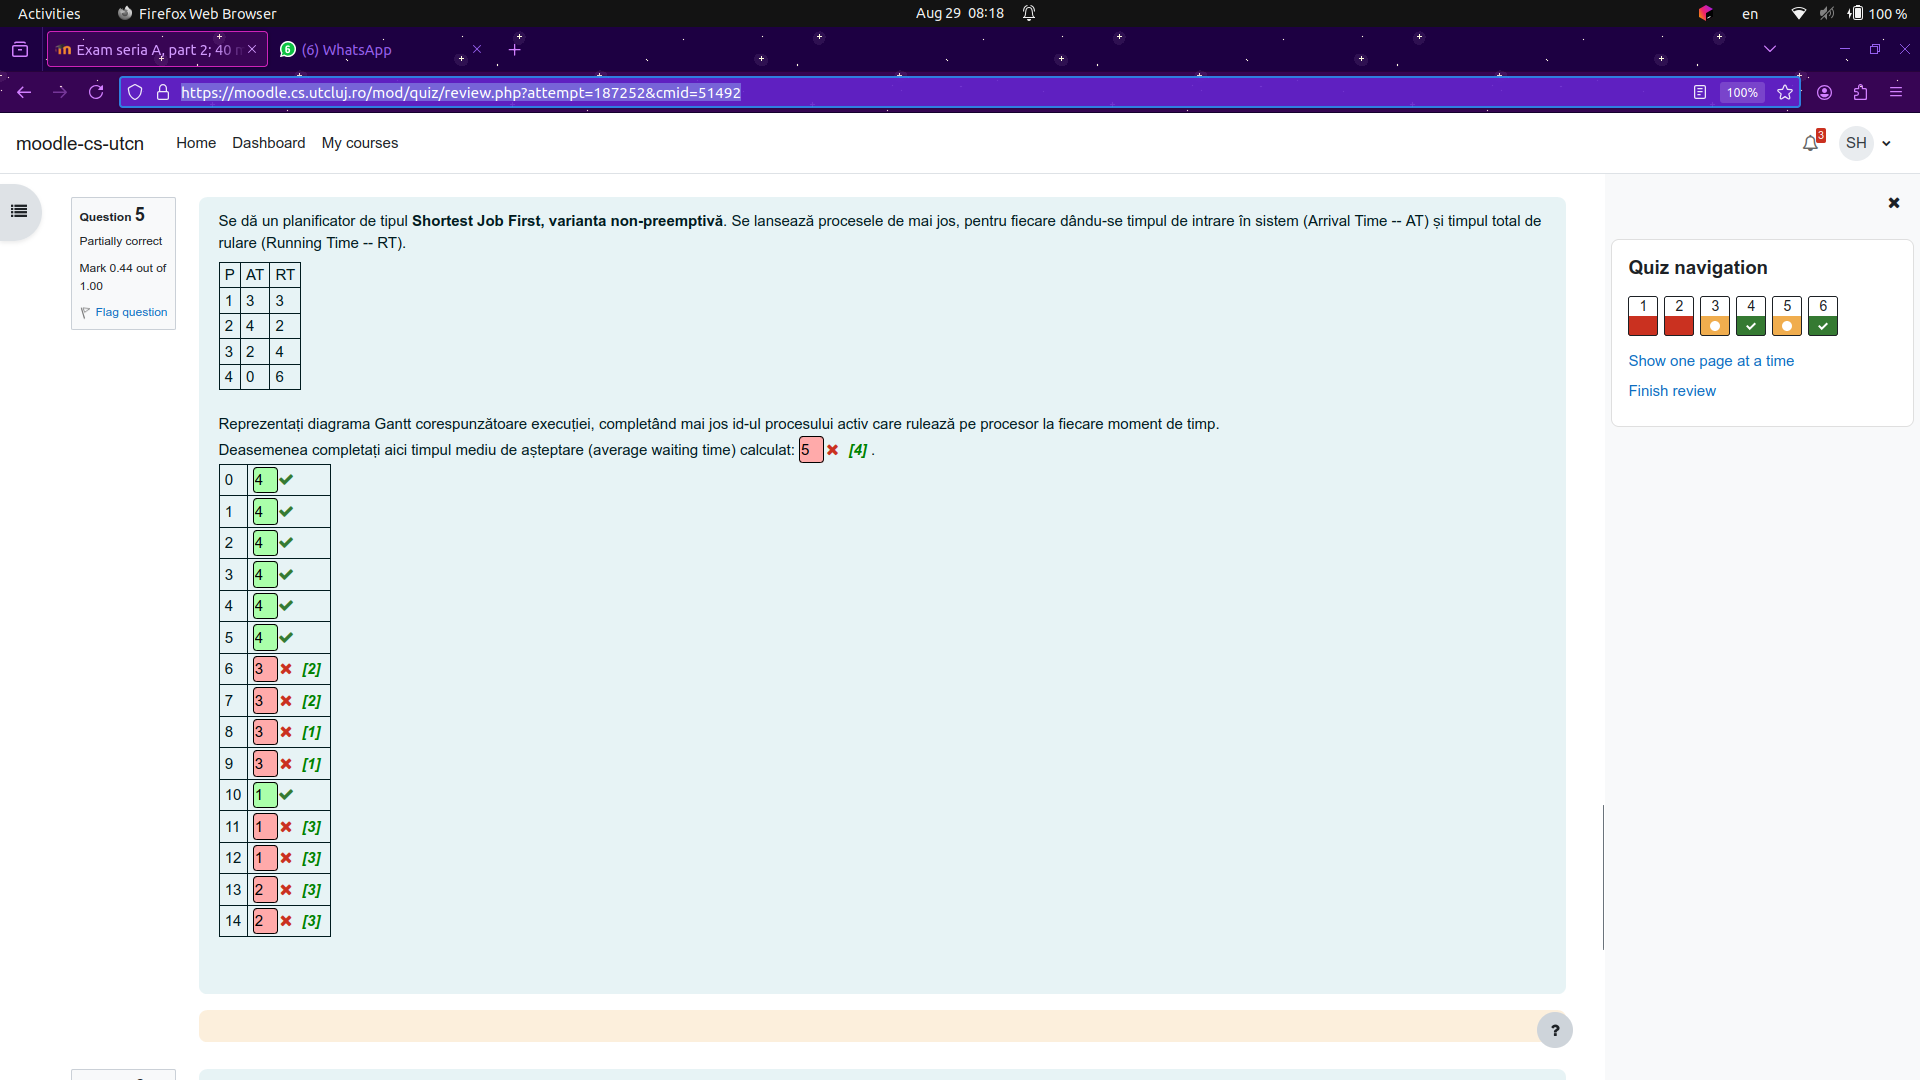 Activities
Firefox Web Browser
Aug 29 08:18
en
100 %
Exam seria A, part 2; 40
6 (6) WhatsApp
https://moodle.cs.utcluj.ro/mod/quiz/review.php?attempt=187252&cmid=51492
100%
moodle-cs-utcn
Home Dashboard My courses
3
SH
Question 5
Partially correct
Mark 0.44 out of
1.00
Flag question
Se dă un planificator de tipul Shortest Job First, varianta non-preemptivă. Se lansează procesele de mai jos, pentru fiecare dându-se timpul de intrare în sistem (Arrival Time -- AT) și timpul total de
rulare (Running Time -- RT).
P AT RT
1 3 3
2 4 2
3 2 4
4 0 6
Reprezentați diagrama Gantt corespunzătoare execuției, completând mai jos id-ul procesului activ care rulează pe procesor la fiecare moment de timp.
Deasemenea completați aici timpul mediu de așteptare (average waiting time) calculat: 5 [4] .
0 4
1 4
2 4
3 4
4 4
5 4
6 3 [2]
7 3 [2]
8 3 [1]
9 3 [1]
10 1
11 1 [3]
12 1 [3]
13 2 [3]
14 2 [3]
?
Quiz navigation
1 2 3 4 5 6
Show one page at a time
Finish review